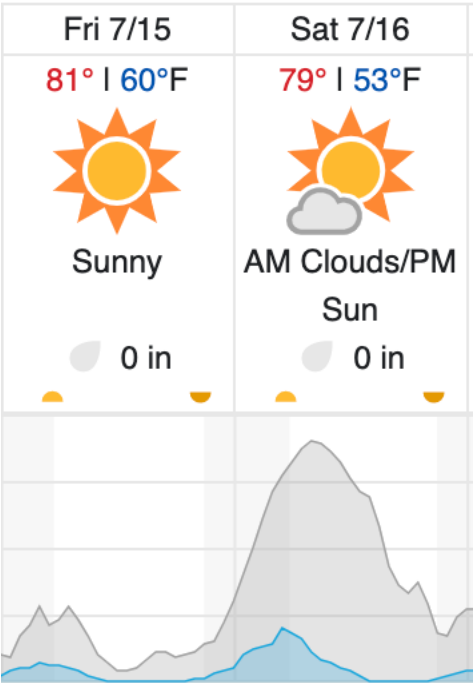 Fri 7/15
Sat 7/16
81° | 60°F
79° | 53°F
Sunny
AM Clouds/PM
Sun
0 in
0 in